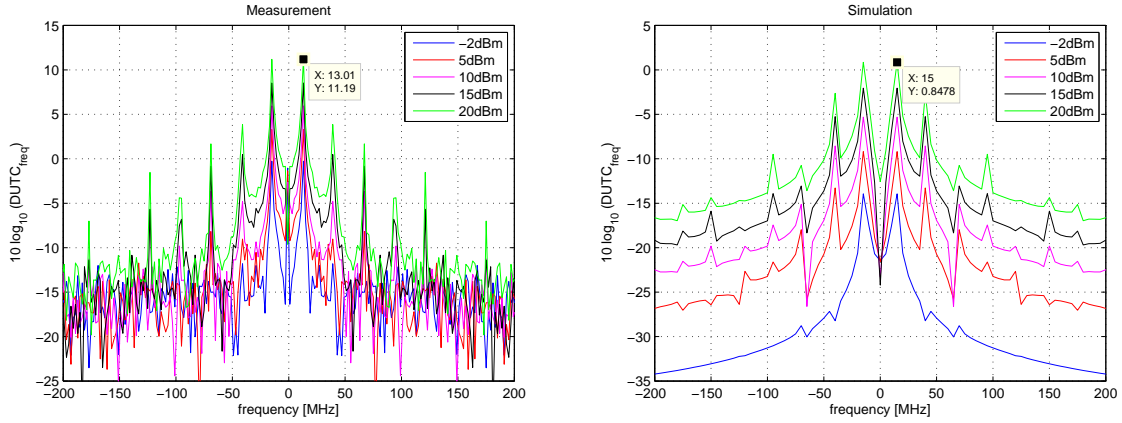 Measurement
15
10
5
0
−5
−10
−15
−20
−25
−200
−150
−100
−50
0
50
100
150
200
frequency [MHz]
10 log10 (DUTCfreq)
X: 13.01
Y: 11.19
−2dBm
5dBm
10dBm
15dBm
20dBm
Simulation
5
0
−5
−10
−15
−20
−25
−30
−35
−200
−150
−100
−50
0
50
100
150
200
frequency [MHz]
10 log10 (DUTCfreq)
X: 15
Y: 0.8478
−2dBm
5dBm
10dBm
15dBm
20dBm